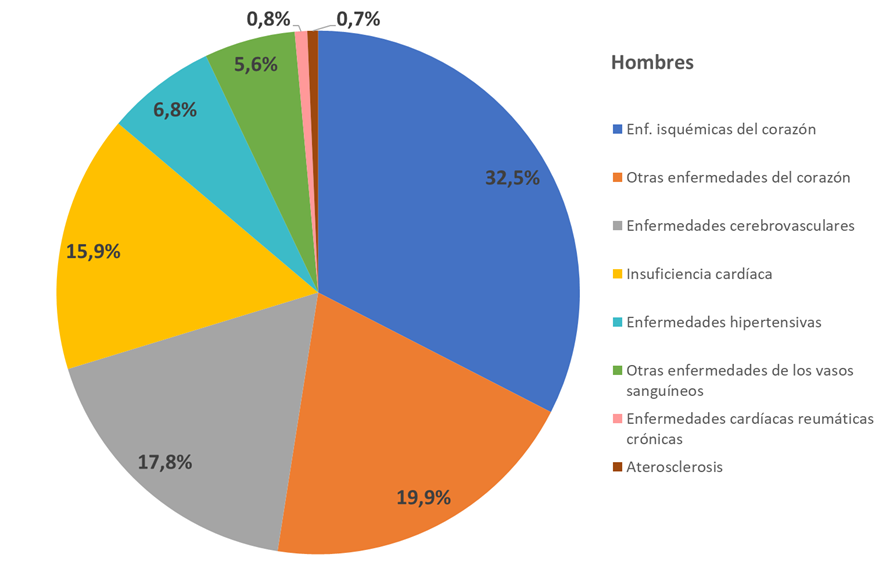 0,8%
0,7%
5,6%
6,8%
32,5%
15,9%
17,8%
19,9%
Hombres
Enf. isquémicas del corazón
Otras enfermedades del corazón
Enfermedades cerebrovasculares
Insuficiencia cardíaca
Enfermedades hipertensivas
Otras enfermedades de los vasos
sanguíneos
Enfermedades cardíacas reumáticas
crónicas
Aterosclerosis